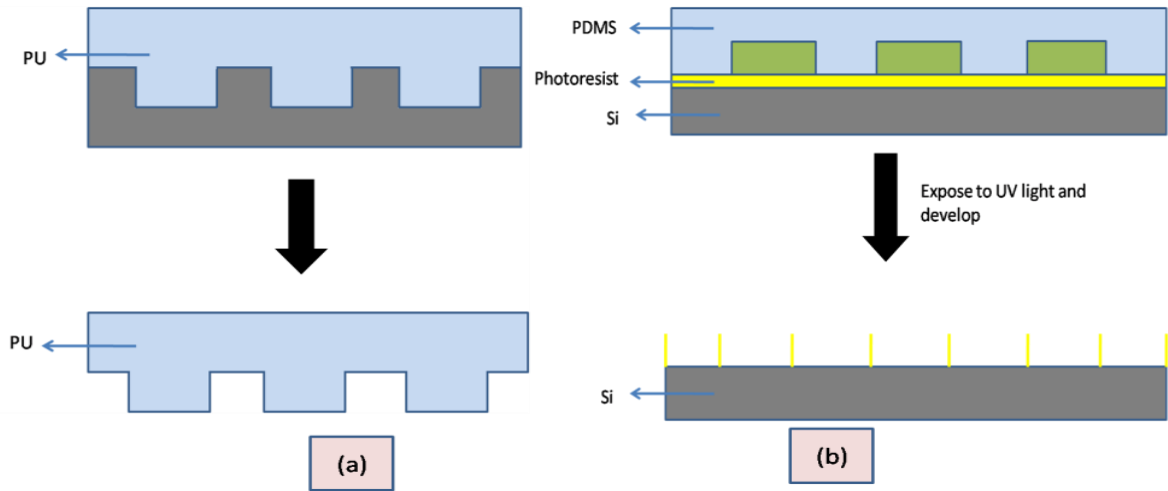 PU
PU
(a)
PDMS
Photoresist
Si
Expose to UV light and
develop
Si
(b)